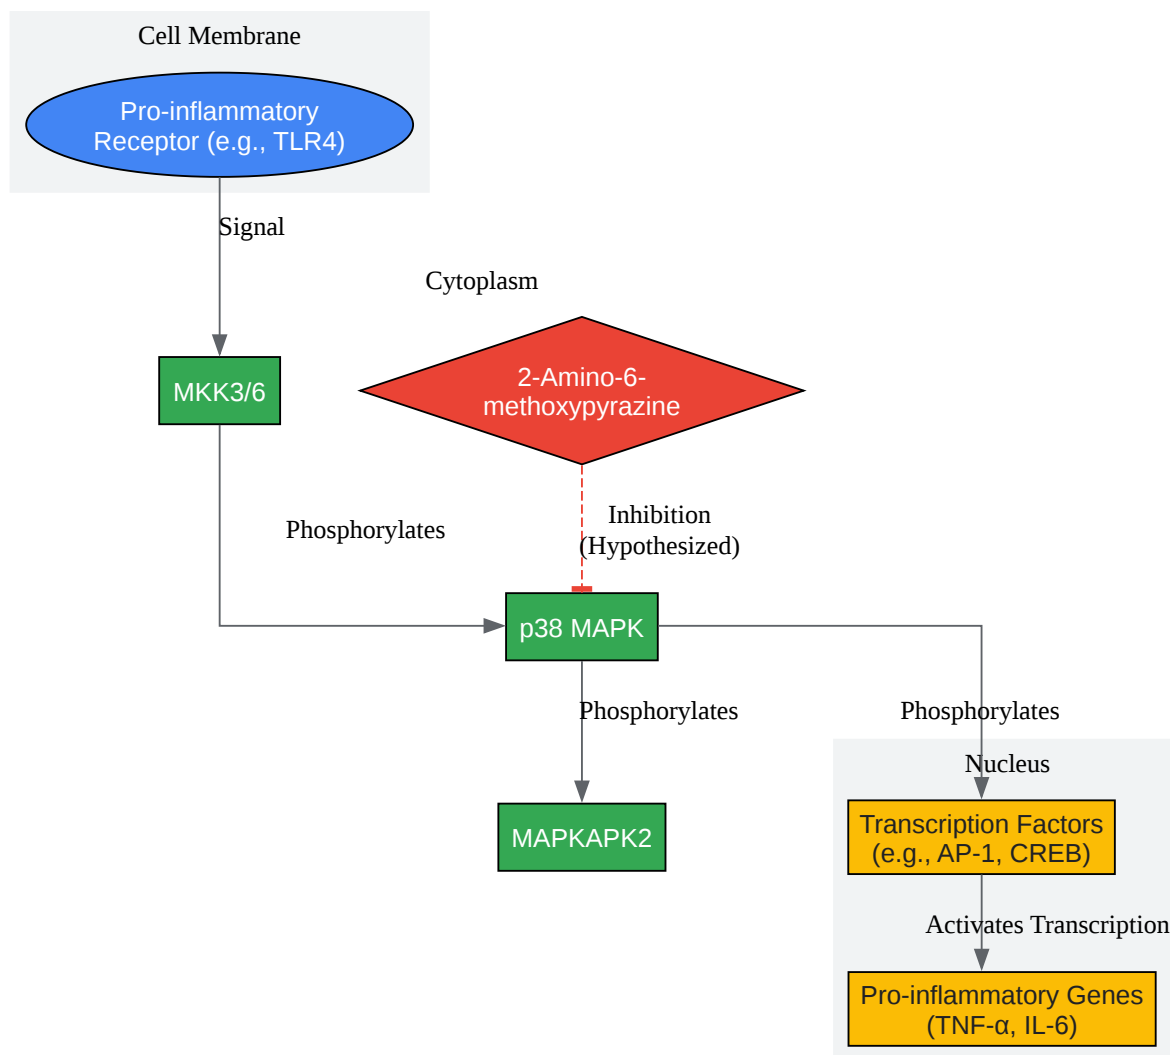 Cell Membrane
Pro-inflammatory
Receptor (e.g., TLR4)
Signal
Cytoplasm
MKK3/6
2-Amino-6-
methoxypyrazine
Phosphorylates
Inhibition
(Hypothesized)
p38 MAPK
Phosphorylates
Phosphorylates
Nucleus
MAPKAPK2
Transcription Factors
(e.g., AP-1, CREB)
Activates Transcription
Pro-inflammatory Genes
(TNF-α, IL-6)